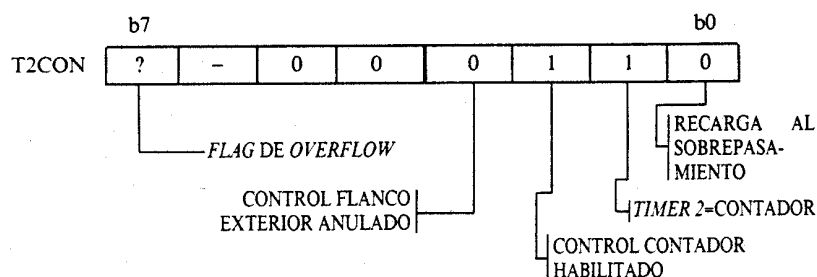 b7
b0
T2CON
? – 0 0 0 1 1 0
FLAG DE OVERFLOW
RECARGA AL
SOBREPASA-
MIENTO
CONTROL FLANCO
EXTERIOR ANULADO
TIMER 2=CONTADOR
CONTROL CONTADOR
HABILITADO